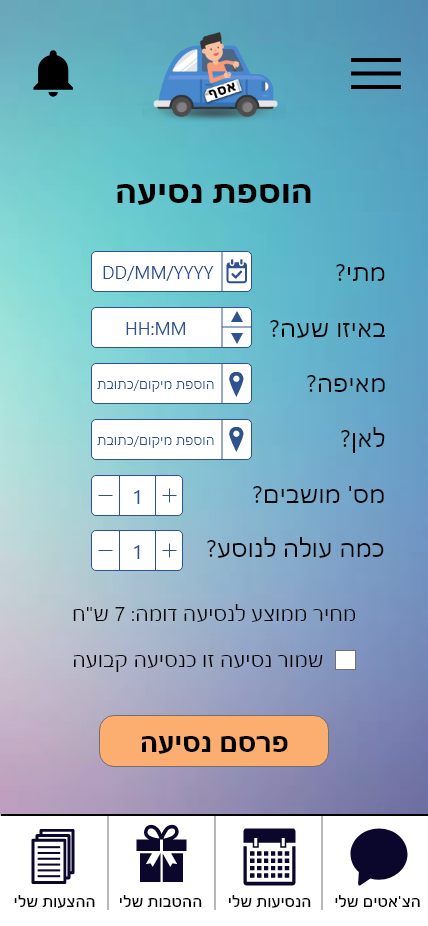 אסף
הוספת נסיעה
מתי?
DD/MM/YYYY
באיזו שעה?
HH:MM
מאיפה?
הוספת מיקום/כתובת
לאן?
הוספת מיקום/כתובת
מס' מושבים?
+ 1 −
כמה עולה לנוסע?
+ 1 −
מחיר ממוצע לנסיעה דומה: 7 ש"ח
שמור נסיעה זו כנסיעה קבועה
פרסם נסיעה
הצ'אטים שלי
הנסיעות שלי
ההטבות שלי
ההצעות שלי